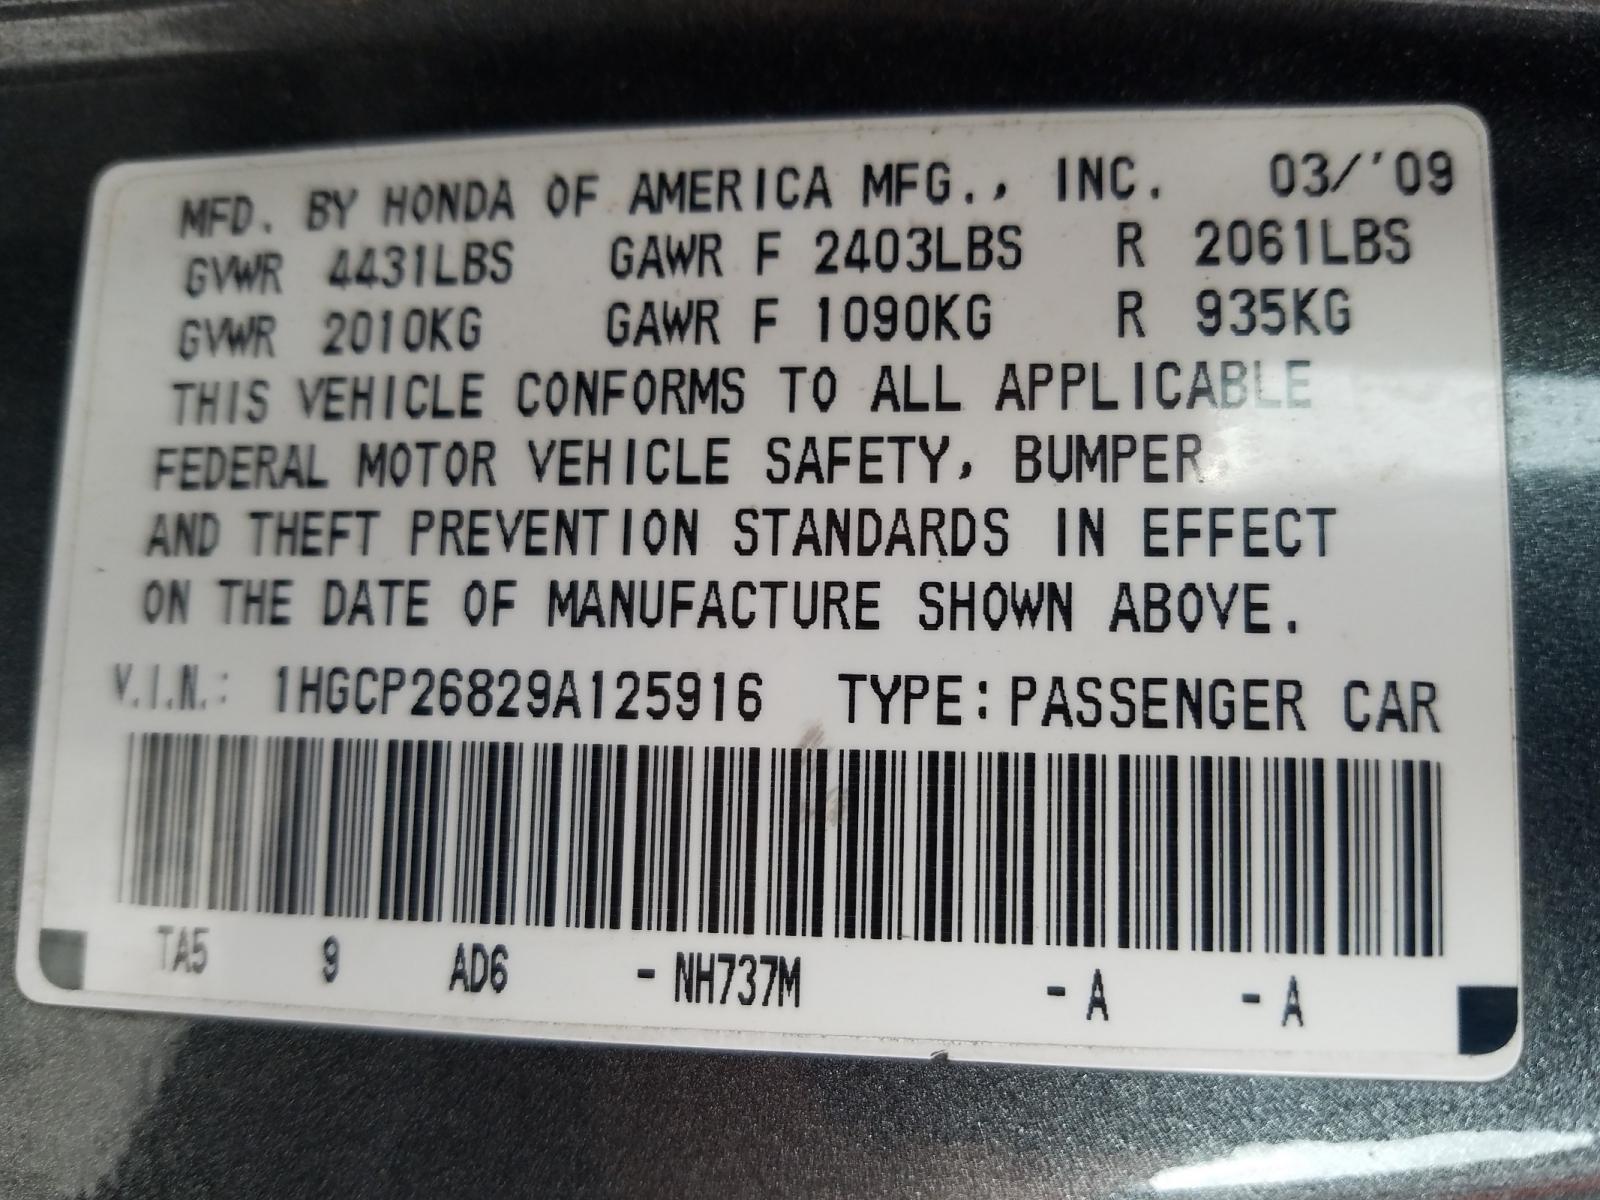 MFD. BY HONDA OF AMERICA MFG., INC. 03/'09
GVWR 4431LBS GAWR F 2403LBS R 2061LBS
GVWR 2010KG GAWR F 1090KG R 935KG
THIS VEHICLE CONFORMS TO ALL APPLICABLE
FEDERAL MOTOR VEHICLE SAFETY, BUMPER,
AND THEFT PREVENTION STANDARDS IN EFFECT
ON THE DATE OF MANUFACTURE SHOWN ABOVE.
V.I.N.: 1HGCP26829A125916 TYPE: PASSENGER CAR
TA5 9 AD6 - NH737M - A - A